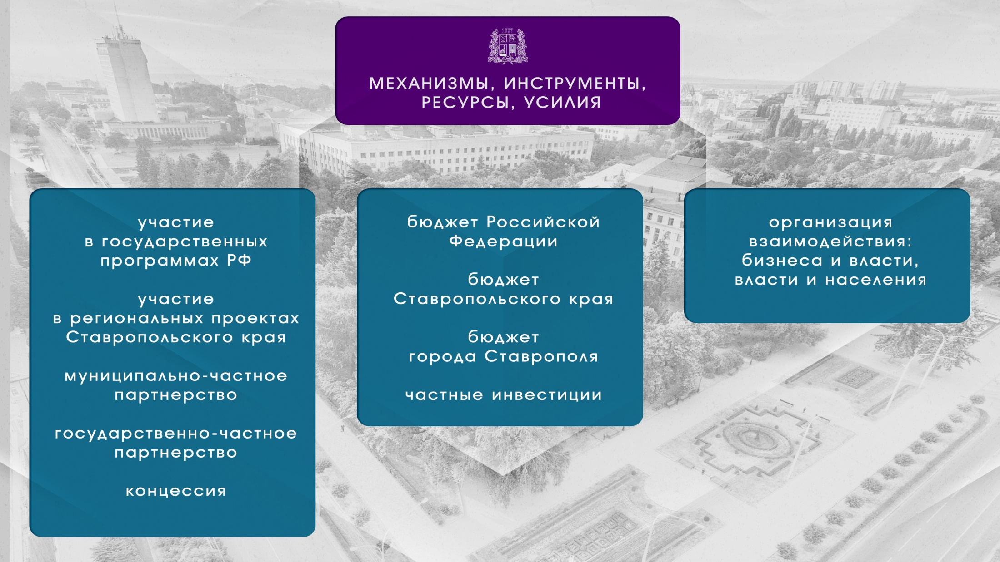 1777
МЕХАНИЗМЫ, ИНСТРУМЕНТЫ,
РЕСУРСЫ, УСИЛИЯ
участие
в государственных
программах РФ
участие
в региональных проектах
Ставропольского края
муниципально-частное
партнерство
государственно-частное
партнерство
концессия
бюджет Российской
Федерации
бюджет
Ставропольского края
бюджет
города Ставрополя
частные инвестиции
организация
взаимодействия:
бизнеса и власти,
власти и населения